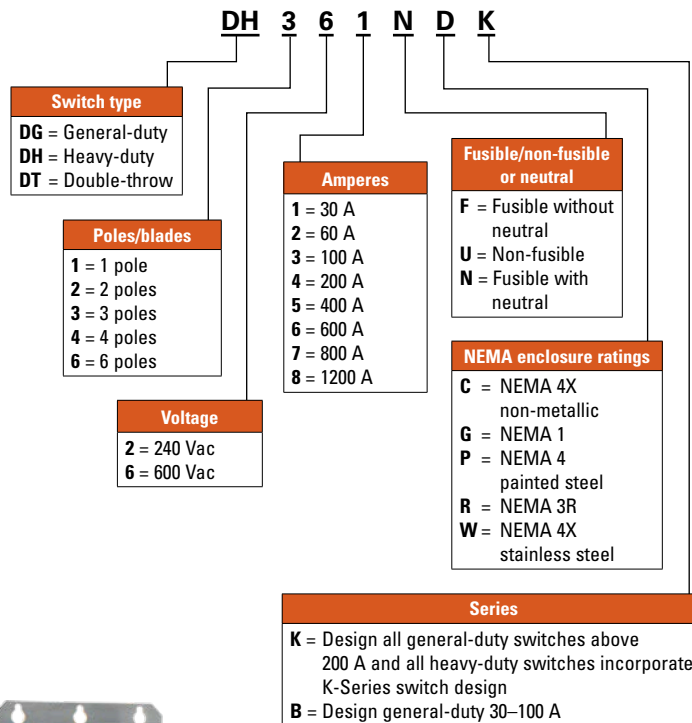 DH 3 6 1 N D K
Switch type
DG = General-duty
DH = Heavy-duty
DT = Double-throw
Poles/blades
1 = 1 pole
2 = 2 poles
3 = 3 poles
4 = 4 poles
6 = 6 poles
Voltage
2 = 240 Vac
6 = 600 Vac
Amperes
1 = 30 A
2 = 60 A
3 = 100 A
4 = 200 A
5 = 400 A
6 = 600 A
7 = 800 A
8 = 1200 A
Fusible/non-fusible
or neutral
F = Fusible without
neutral
U = Non-fusible
N = Fusible with
neutral
NEMA enclosure ratings
C = NEMA 4X
non-metallic
G = NEMA 1
P = NEMA 4
painted steel
R = NEMA 3R
W = NEMA 4X
stainless steel
Series
K = Design all general-duty switches above
200 A and all heavy-duty switches incorporate
K-Series switch design
B = Design general-duty 30–100 A